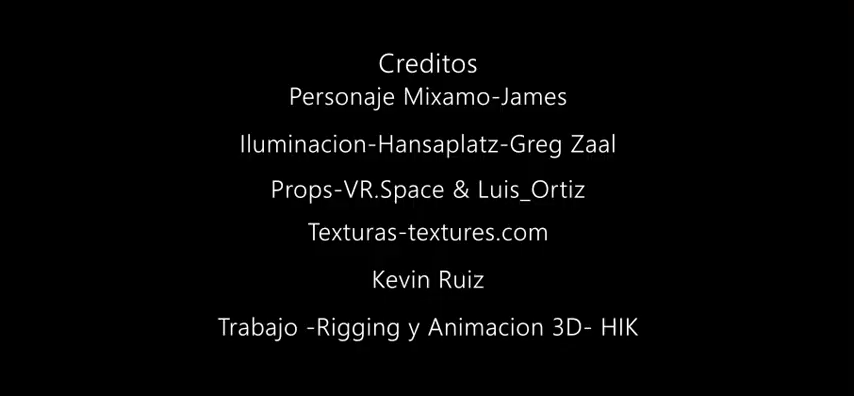 Creditos
Personaje Mixamo-James
Iluminacion-Hansaplatz-Greg Zaal
Props-VR.Space & Luis_Ortiz
Texturas-textures.com
Kevin Ruiz
Trabajo -Rigging y Animacion 3D- HIK